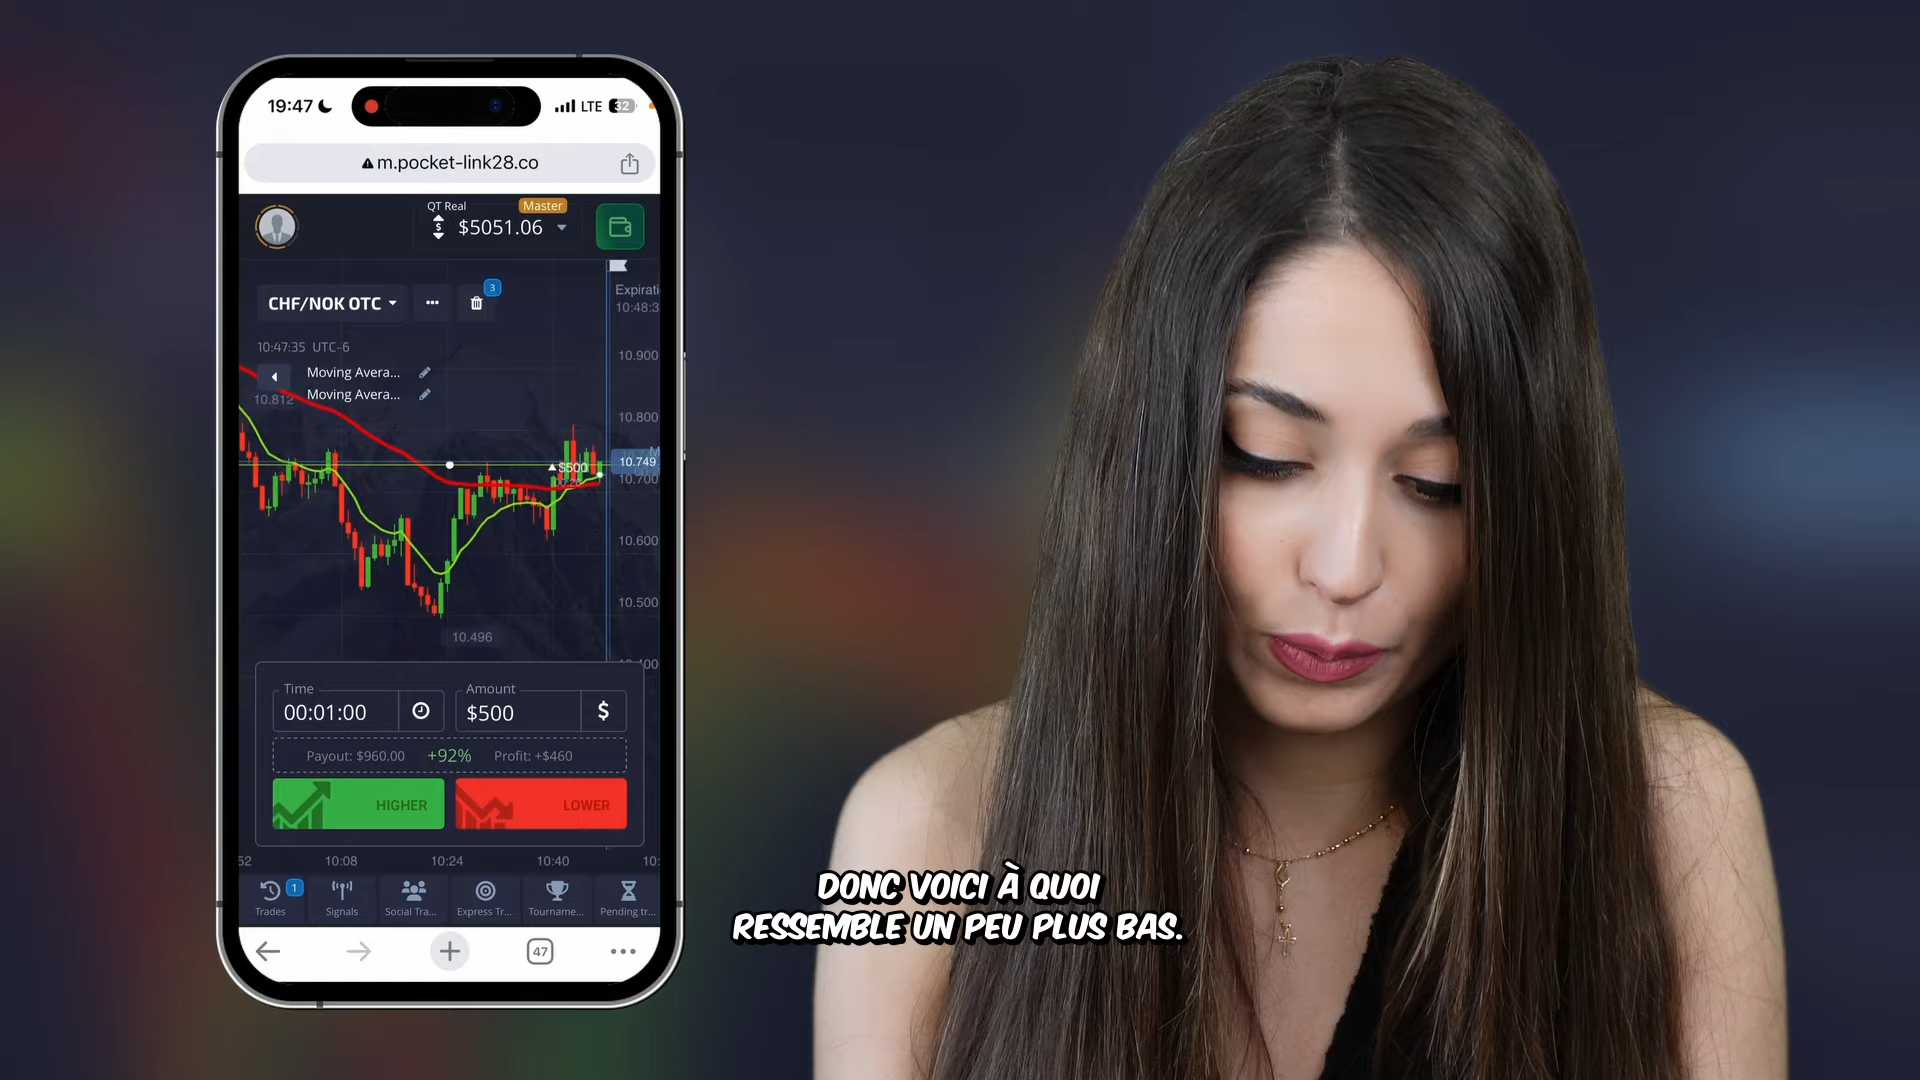 19:47
LTE
32
m.pocket-link28.co
QT Real
Master
$5051.06
3
CHF/NOK OTC
Expirati
10:48:3
10:47:35 UTC-6
10.900
Moving Avera...
Moving Avera...
10.812
10.800
M
10.749
$500
10.700
10.600
10.500
10.496
Time
00:01:00
Amount
$500
$
Payout: $960.00 +92% Profit: +$460
HIGHER
LOWER
52 10:08 10:24 10:40 10:
1
Trades
Signals
Social Tra...
Express Tr...
Tourname...
Pending tr...
47
DONC VOICI À QUOI
RESSEMBLE UN PEU PLUS BAS.